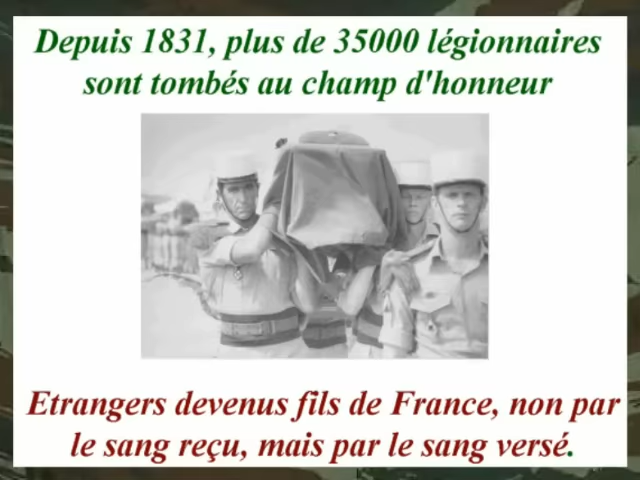 Depuis 1831, plus de 35000 légionnaires
sont tombés au champ d'honneur
Etrangers devenus fils de France, non par
le sang reçu, mais par le sang versé.